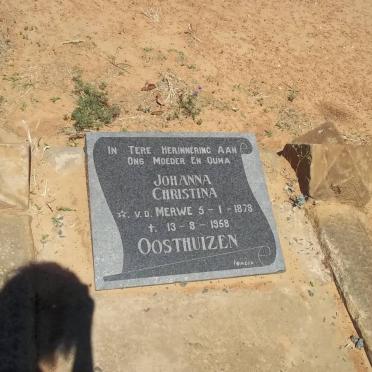 In Tere Herinnering Aan
Ons Moeder En Ouma
Johanna
Christina
☆. v.d. Merwe 5-1-1878
†. 13-8-1958
Oosthuizen